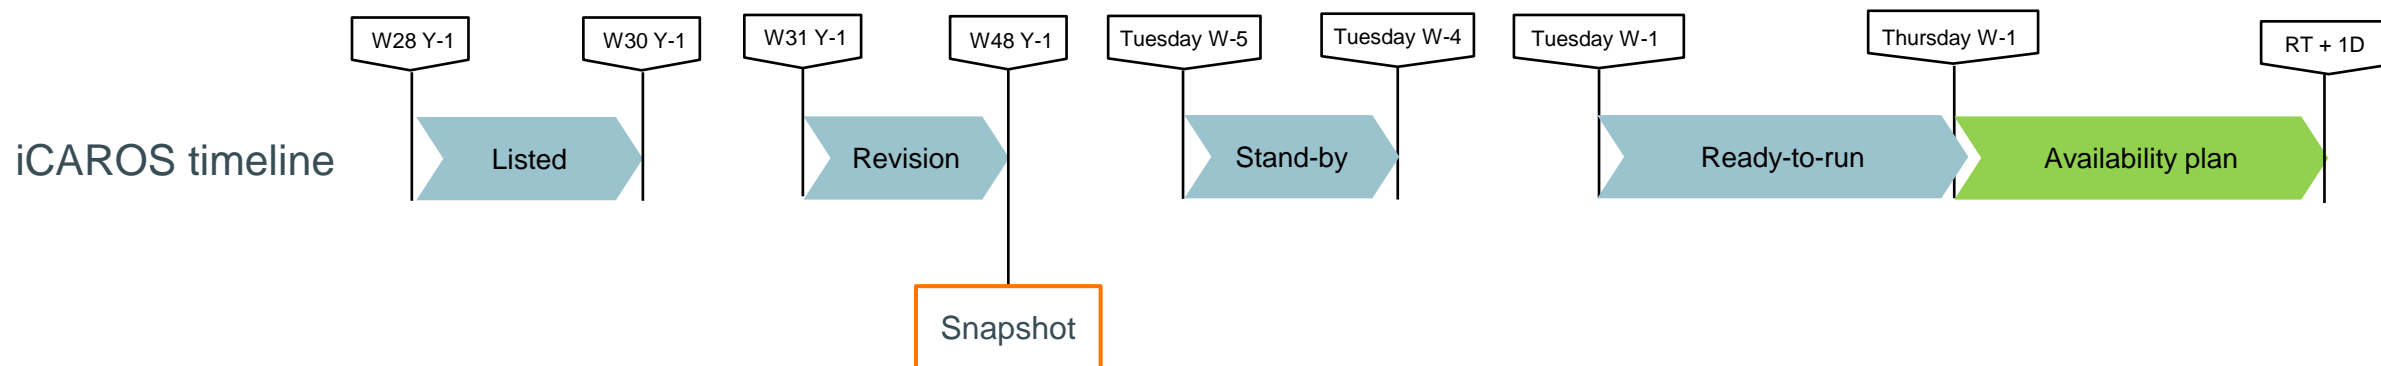 W28 Y-1
W30 Y-1
W31 Y-1
W48 Y-1
Tuesday W-5
Tuesday W-4
Tuesday W-1
Thursday W-1
RT + 1D
iCAROS timeline
Listed
Revision
Stand-by
Ready-to-run
Availability plan
Snapshot